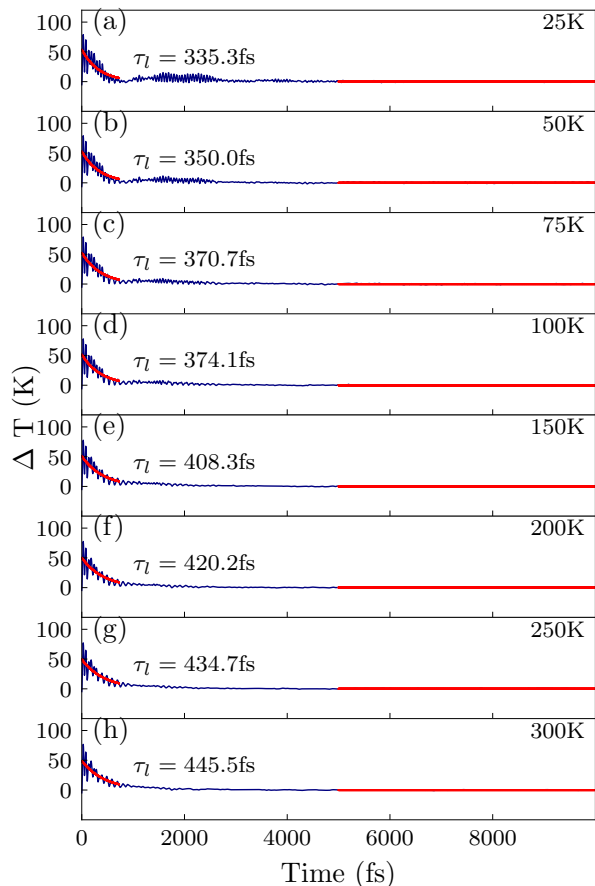 (a)
25K
100
50
0
τ_l = 335.3fs
(b)
50K
100
50
0
τ_l = 350.0fs
(c)
75K
100
50
0
τ_l = 370.7fs
(d)
100K
100
50
0
τ_l = 374.1fs
Δ T (K)
(e)
150K
100
50
0
τ_l = 408.3fs
(f)
200K
100
50
0
τ_l = 420.2fs
(g)
250K
100
50
0
τ_l = 434.7fs
(h)
300K
100
50
0
τ_l = 445.5fs
0 2000 4000 6000 8000
Time (fs)